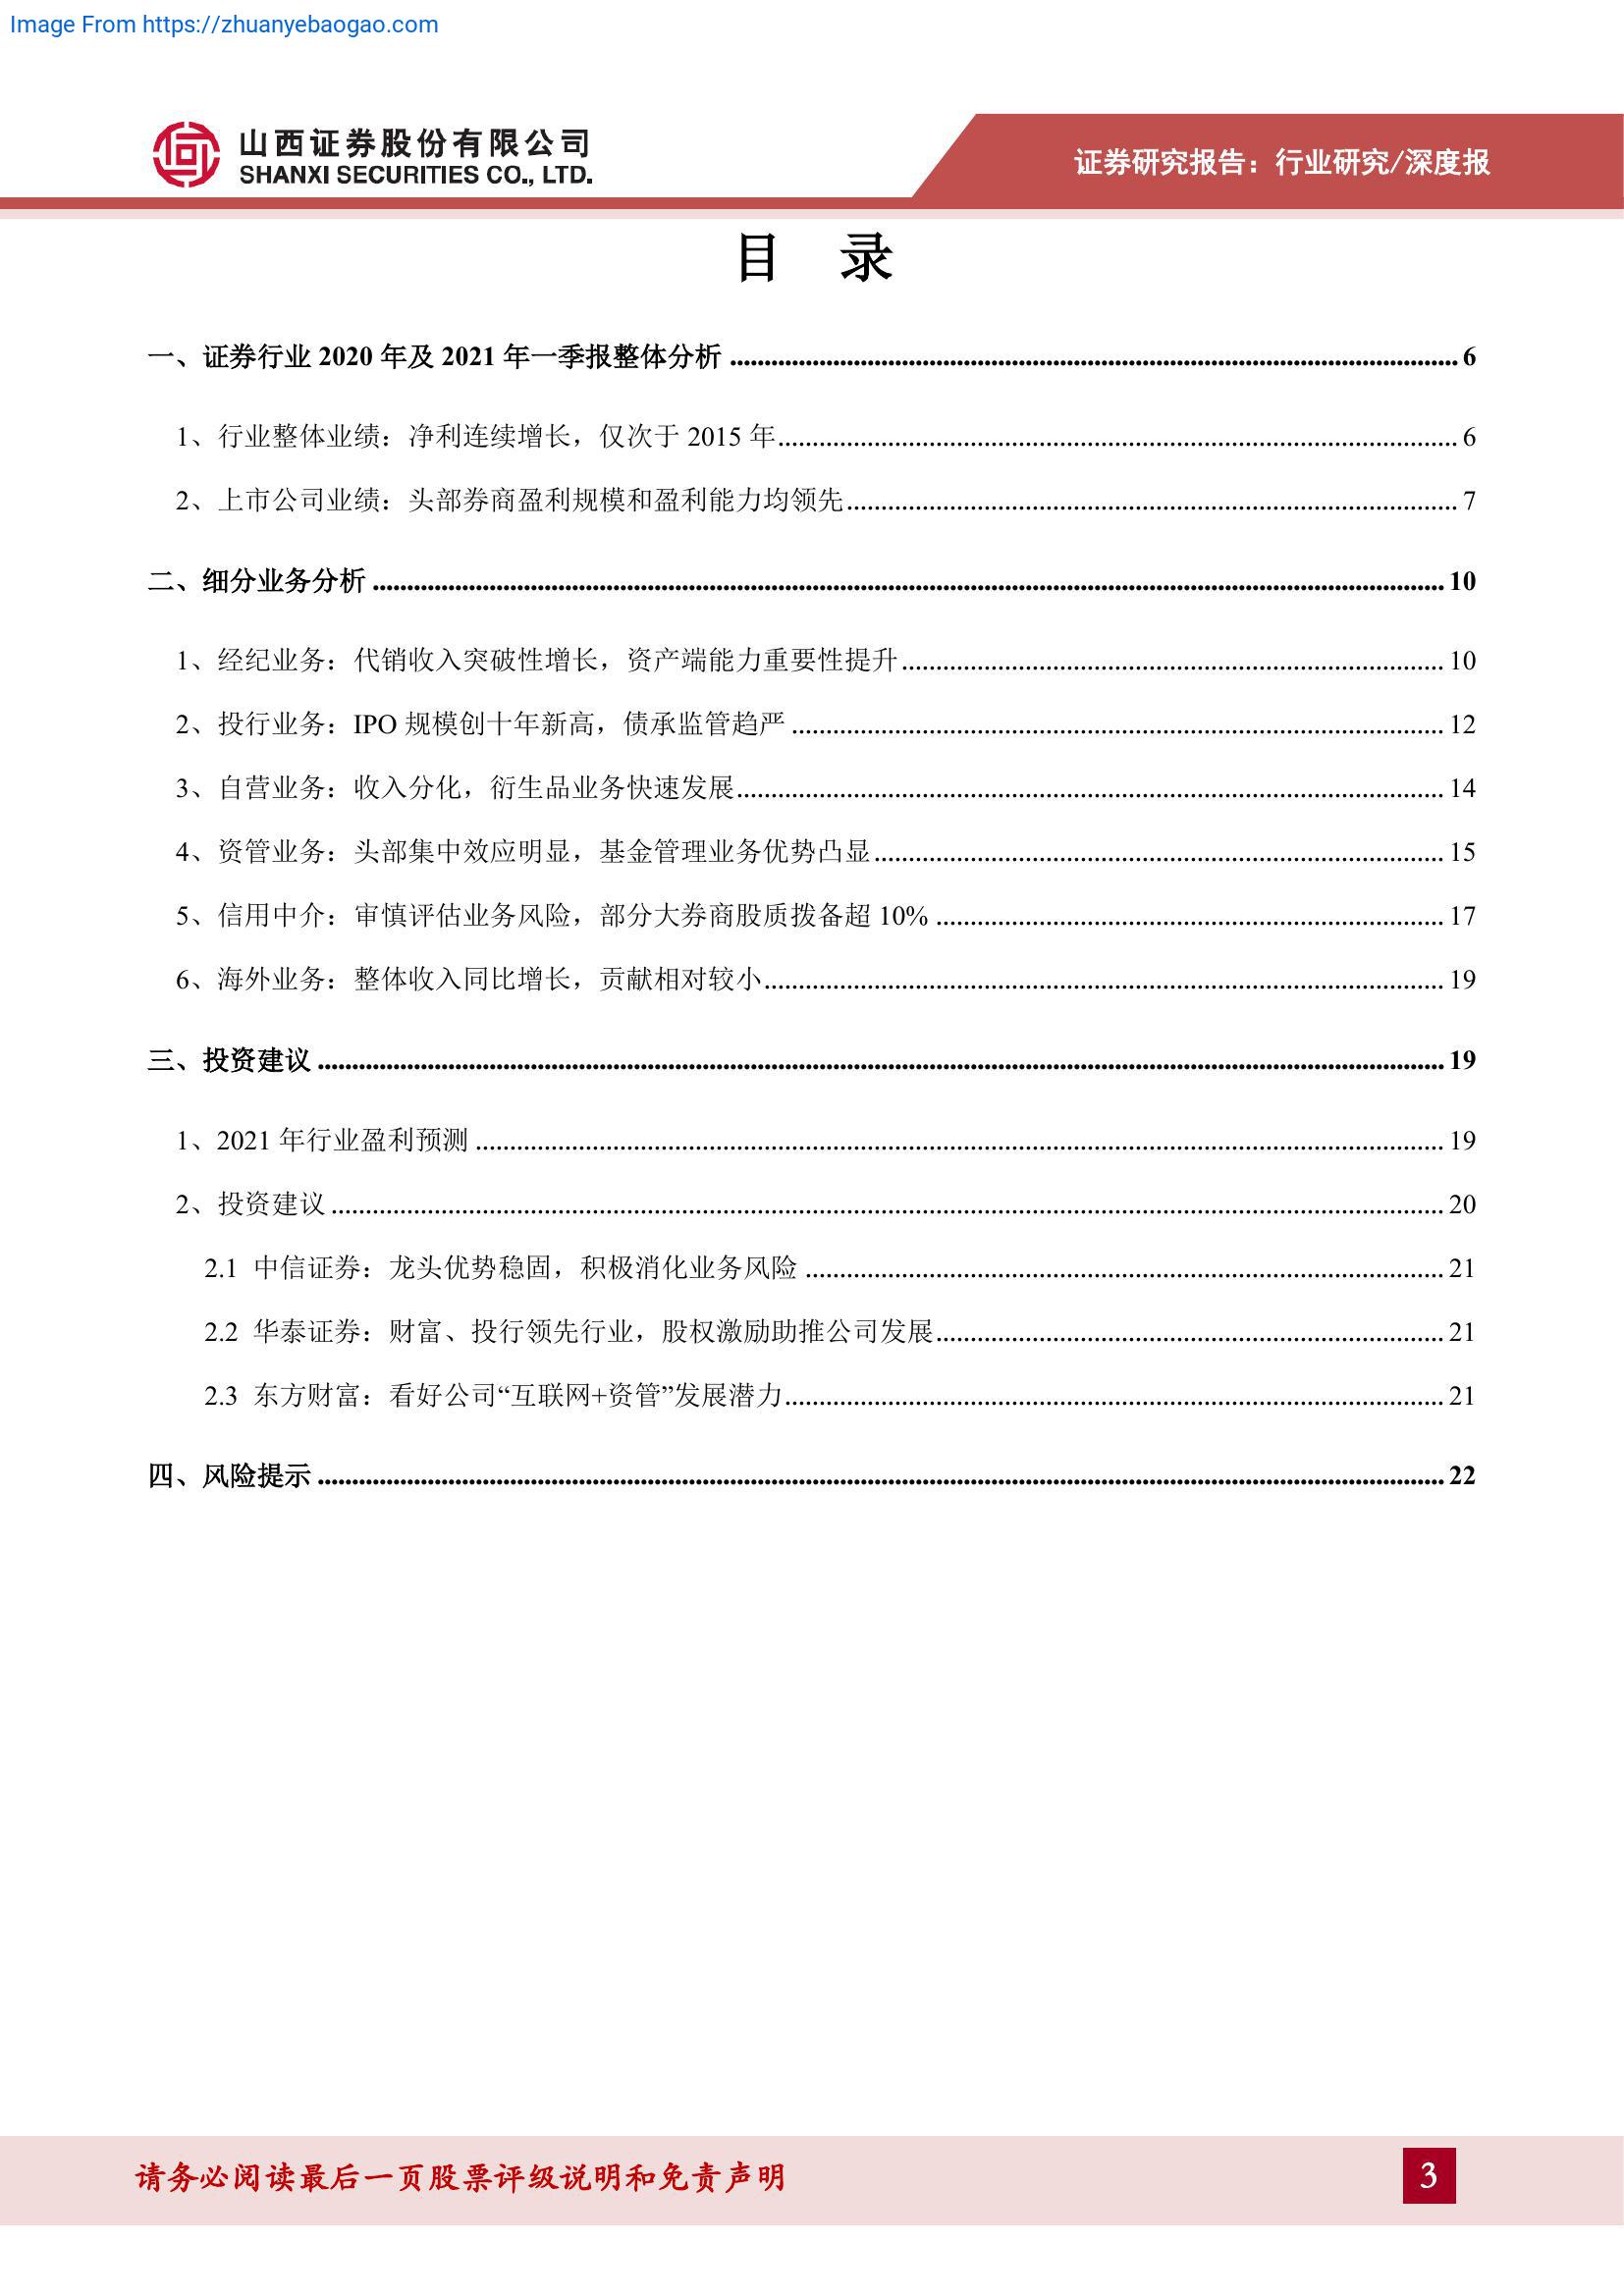 Image From https://zhuanyebaogao.com
山西证券股份有限公司
SHANXI SECURITIES CO., LTD.
证券研究报告：行业研究/深度报
目 录
一、证券行业 2020 年及 2021 年一季报整体分析 ........ 6
1、行业整体业绩：净利连续增长，仅次于 2015 年........ 6
2、上市公司业绩：头部券商盈利规模和盈利能力均领先........ 7
二、细分业务分析 ........ 10
1、经纪业务：代销收入突破性增长，资产端能力重要性提升........ 10
2、投行业务：IPO 规模创十年新高，债承监管趋严 ........ 12
3、自营业务：收入分化，衍生品业务快速发展........ 14
4、资管业务：头部集中效应明显，基金管理业务优势凸显........ 15
5、信用中介：审慎评估业务风险，部分大券商股质拨备超 10% ........ 17
6、海外业务：整体收入同比增长，贡献相对较小........ 19
三、投资建议 ........ 19
1、2021 年行业盈利预测 ........ 19
2、投资建议 ........ 20
2.1 中信证券：龙头优势稳固，积极消化业务风险 ........ 21
2.2 华泰证券：财富、投行领先行业，股权激励助推公司发展........ 21
2.3 东方财富：看好公司“互联网+资管”发展潜力........ 21
四、风险提示 ........ 22
请务必阅读最后一页股票评级说明和免责声明
3